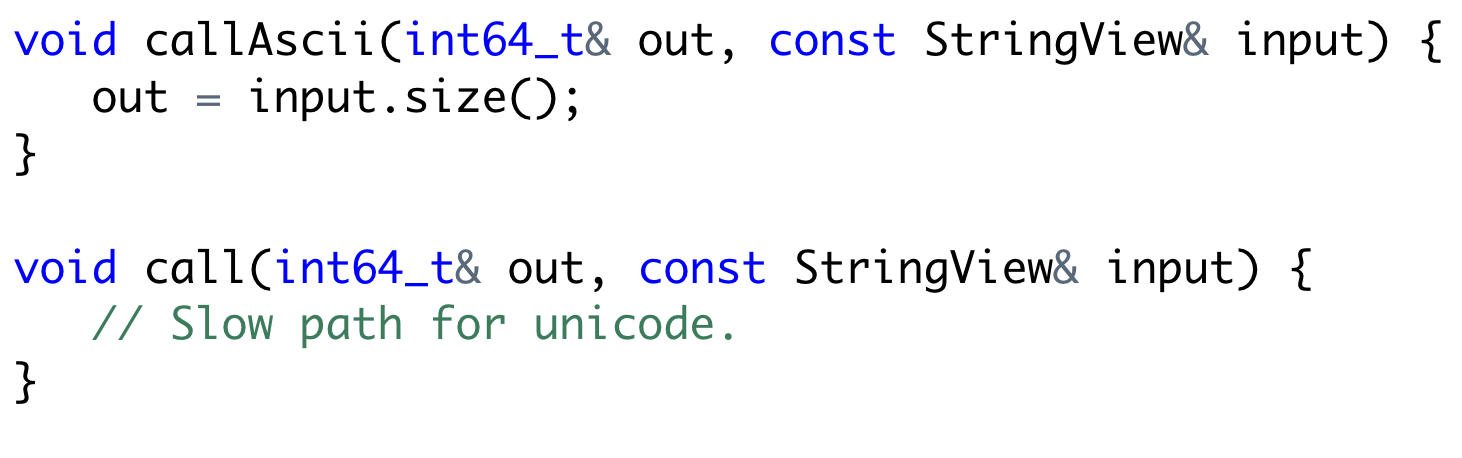 void callAscii(int64_t& out, const StringView& input) {
   out = input.size();
}

void call(int64_t& out, const StringView& input) {
   // Slow path for unicode.
}